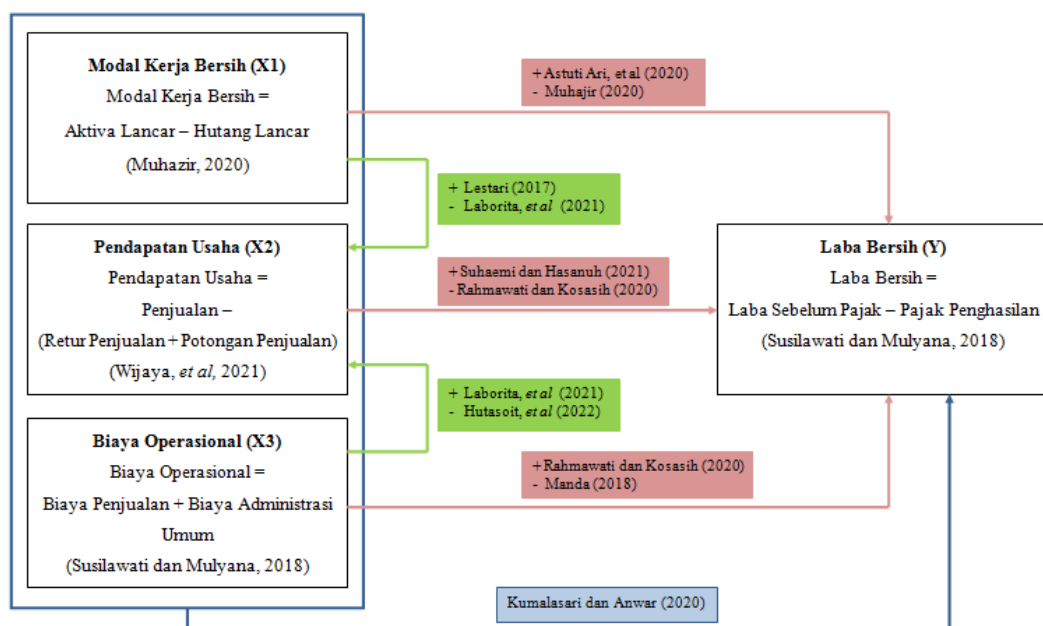 Modal Kerja Bersih (X1)
Modal Kerja Bersih =
Aktiva Lancar – Hutang Lancar
(Muhazir, 2020)
+ Astuti Ari, et al (2020)
- Muhajir (2020)
+ Lestari (2017)
- Laborita, et al (2021)
Pendapatan Usaha (X2)
Pendapatan Usaha =
Penjualan –
(Retur Penjualan + Potongan Penjualan)
(Wijaya, et al, 2021)
+Suhaemi dan Hasanuh (2021)
-Rahmawati dan Kosasih (2020)
Laba Bersih (Y)
Laba Bersih =
Laba Sebelum Pajak – Pajak Penghasilan
(Susilawati dan Mulyana, 2018)
+ Laborita, et al (2021)
- Hutasoit, et al (2022)
Biaya Operasional (X3)
Biaya Operasional =
Biaya Penjualan + Biaya Administrasi
Umum
(Susilawati dan Mulyana, 2018)
+Rahmawati dan Kosasih (2020)
- Manda (2018)
Kumalasari dan Anwar (2020)